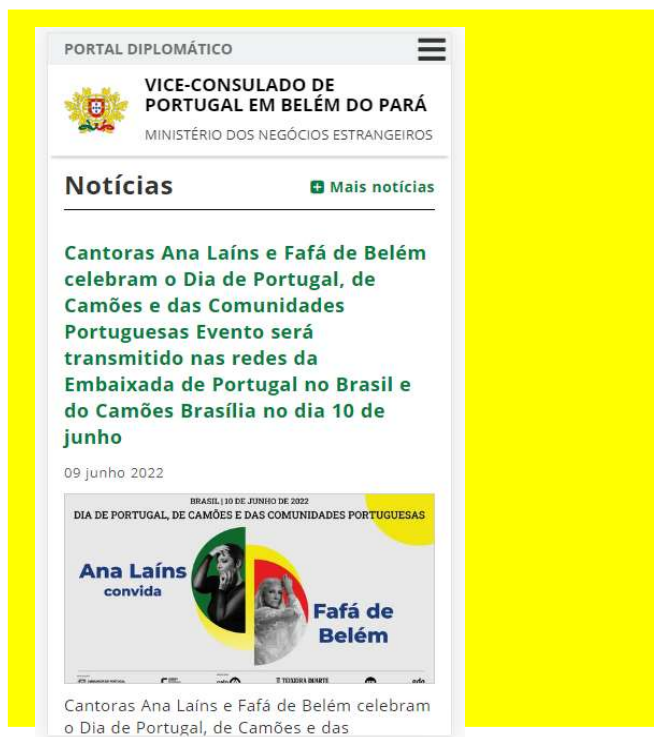 PORTAL DIPLOMÁTICO
VICE-CONSULADO DE
PORTUGAL EM BELÉM DO PARÁ
MINISTÉRIO DOS NEGÓCIOS ESTRANGEIROS
Notícias
Mais notícias
Cantoras Ana Laíns e Fafá de Belém
celebram o Dia de Portugal, de
Camões e das Comunidades
Portuguesas Evento será
transmitido nas redes da
Embaixada de Portugal no Brasil e
do Camões Brasília no dia 10 de
junho
09 junho 2022
BRASIL | 10 DE JUNHO DE 2022
DIA DE PORTUGAL, DE CAMÕES E DAS COMUNIDADES PORTUGUESAS
Ana Laíns
convida
Fafá de
Belém
TEIXEIRA DUARTE
Cantoras Ana Laíns e Fafá de Belém celebram
o Dia de Portugal, de Camões e das